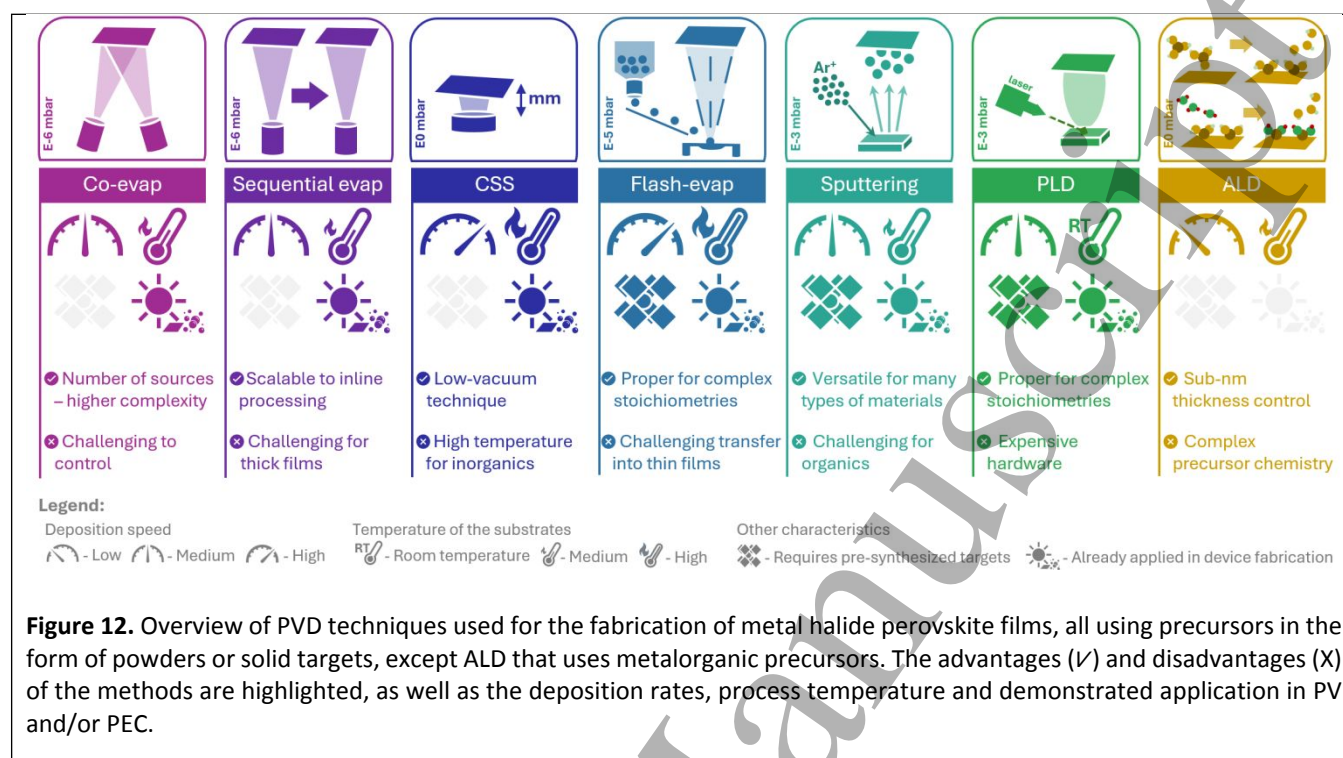 E-6 mbar
E-6 mbar
E0 mbar
mm
E-5 mbar
Ar+
E-3 mbar
laser
E-3 mbar
E0 mbar
Co-evap
Sequential evap
CSS
Flash-evap
Sputtering
PLD
ALD
RT
Number of sources
– higher complexity
Challenging to
control
Scalable to inline
processing
Challenging for
thick films
Low-vacuum
technique
High temperature
for inorganics
Proper for complex
stoichiometries
Challenging transfer
into thin films
Versatile for many
types of materials
Challenging for
organics
Proper for complex
stoichiometries
Expensive
hardware
Sub-nm
thickness control
Complex
precursor chemistry
Legend:
Deposition speed
- Low - Medium - High
Temperature of the substrates
RT - Room temperature - Medium - High
Other characteristics
- Requires pre-synthesized targets - Already applied in device fabrication
Figure 12. Overview of PVD techniques used for the fabrication of metal halide perovskite films, all using precursors in the
form of powders or solid targets, except ALD that uses metalorganic precursors. The advantages (✓) and disadvantages (X)
of the methods are highlighted, as well as the deposition rates, process temperature and demonstrated application in PV
and/or PEC.
Manuscript